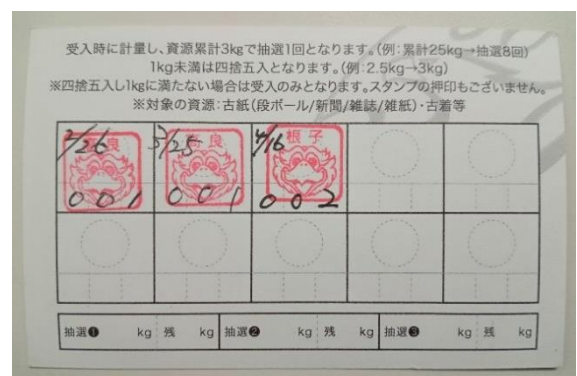 受入時に計量し、資源累計3kgで抽選1回となります。(例:累計25kg→抽選8回)
1kg未満は四捨五入となります。(例:2.5kg→3kg)
※四捨五入し1kgに満たない場合は受入のみとなります。スタンプの押印もございません。
※対象の資源:古紙(段ボール/新聞/雑誌/雑紙)・古着等
2/26 良 3/25 良 4/16 根子
001 001 002
抽選❶ kg 残 kg 抽選❷ kg 残 kg 抽選❸ kg 残 kg